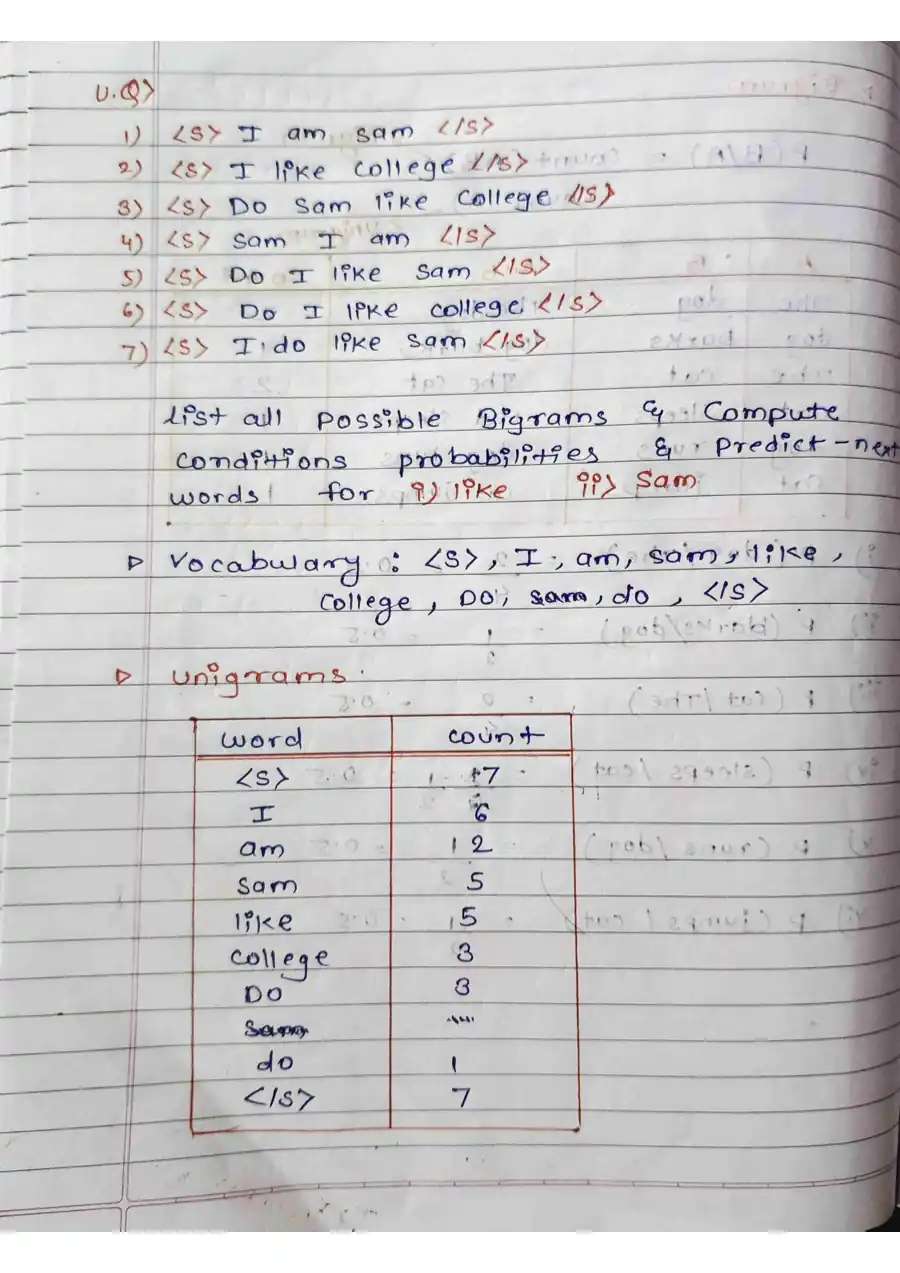 U.Q>
1) <S> I am sam </S>
2) <S> I like college </S>
3) <S> Do sam like college </S>
4) <S> sam I am </S>
5) <S> Do I like sam </S>
6) <S> Do I like college </S>
7) <S> I do like sam </S>
list all possible Bigrams & Compute
conditions probabilities & predict-next
words for i) like ii) sam
▷ vocabulary : <S>, I, am, sam, like,
college, DO, sam, do, </S>
▷ unigrams.
word count
<S> 7
I 6
am 2
sam 5
like 5
college 3
DO 3
sam
do 1
</S> 7